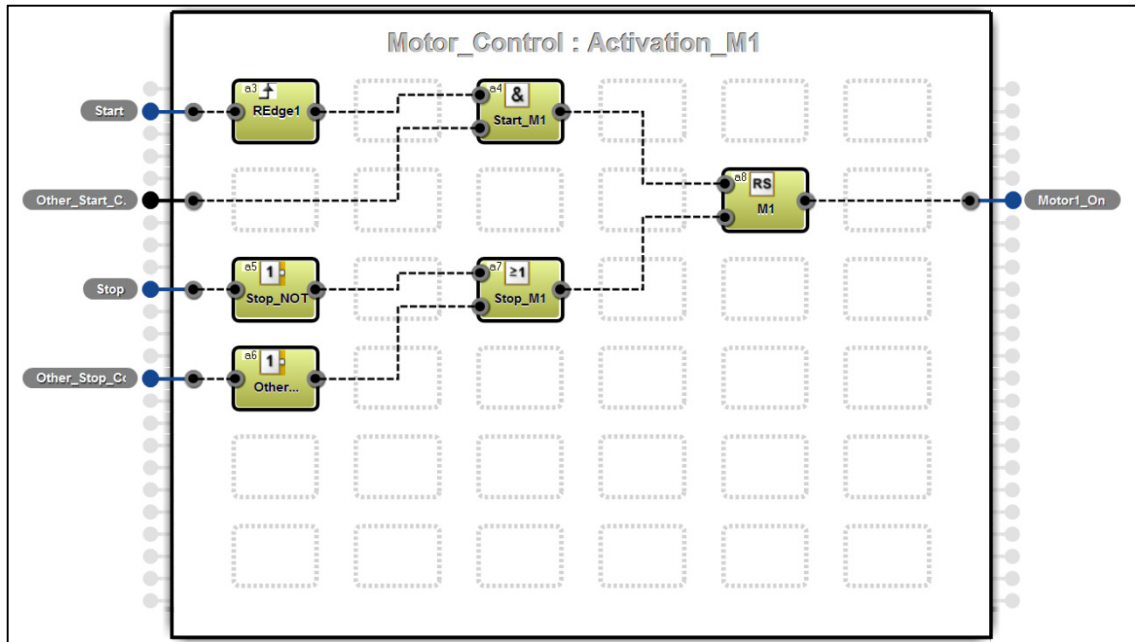 Motor_Control : Activation_M1
a3
REdge1
a4
&
Start_M1
Start
Other_Start_C.
a8
RS
M1
Motor1_On
a5
1
Stop_NOT
a7
≥1
Stop_M1
Stop
a6
1
Other...
Other_Stop_Co